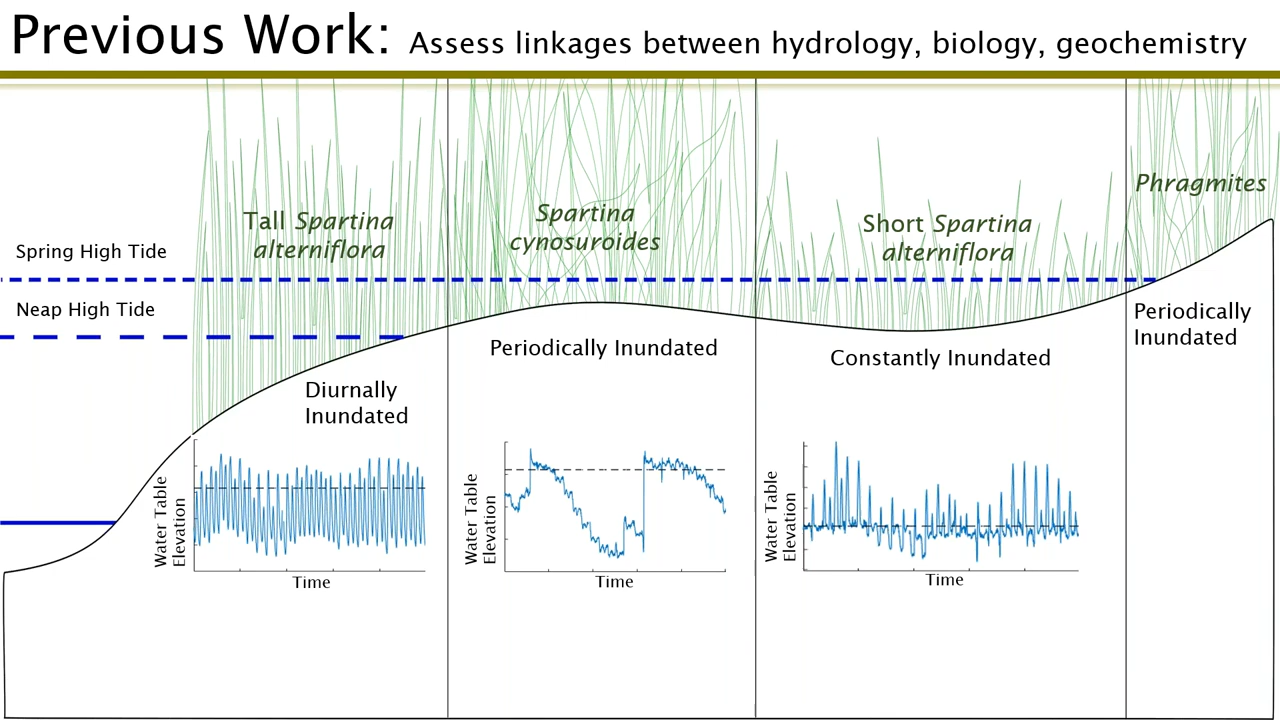 Previous Work: Assess linkages between hydrology, biology, geochemistry
Tall Spartina
alterniflora
Spartina
cynosuroides
Short Spartina
alterniflora
Phragmites
Spring High Tide
Neap High Tide
Diurnally
Inundated
Periodically Inundated
Constantly Inundated
Periodically
Inundated
Water Table
Elevation
Time
Water Table
Elevation
Time
Water Table
Elevation
Time